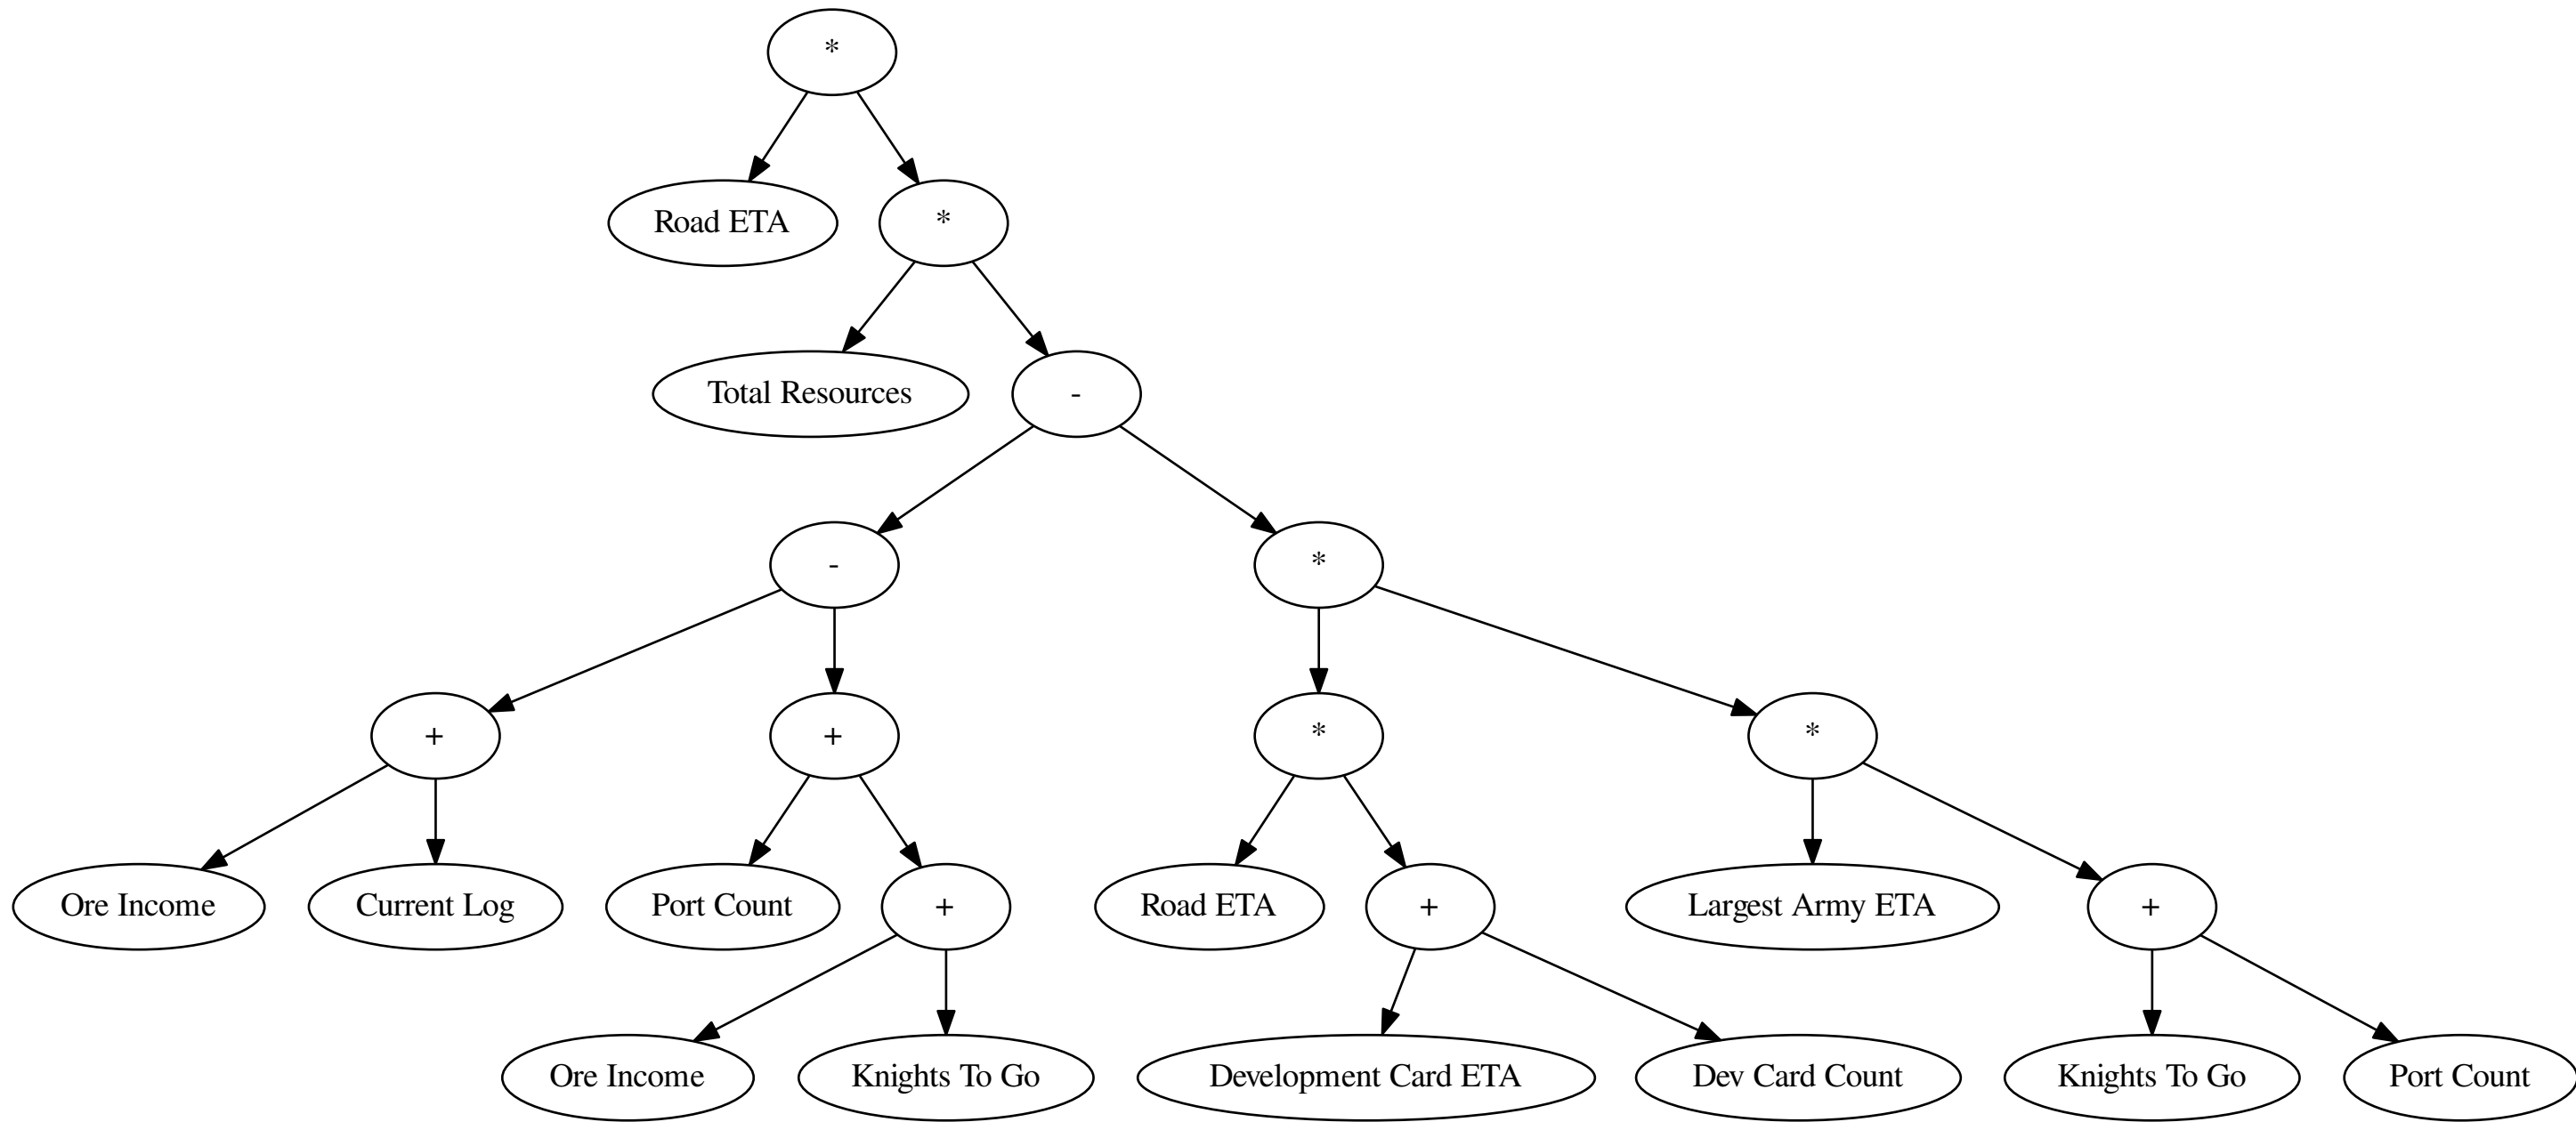 *
Road ETA
*
Total Resources
-
-
*
+
+
*
*
Ore Income
Current Log
Port Count
+
Road ETA
+
Largest Army ETA
+
Ore Income
Knights To Go
Development Card ETA
Dev Card Count
Knights To Go
Port Count